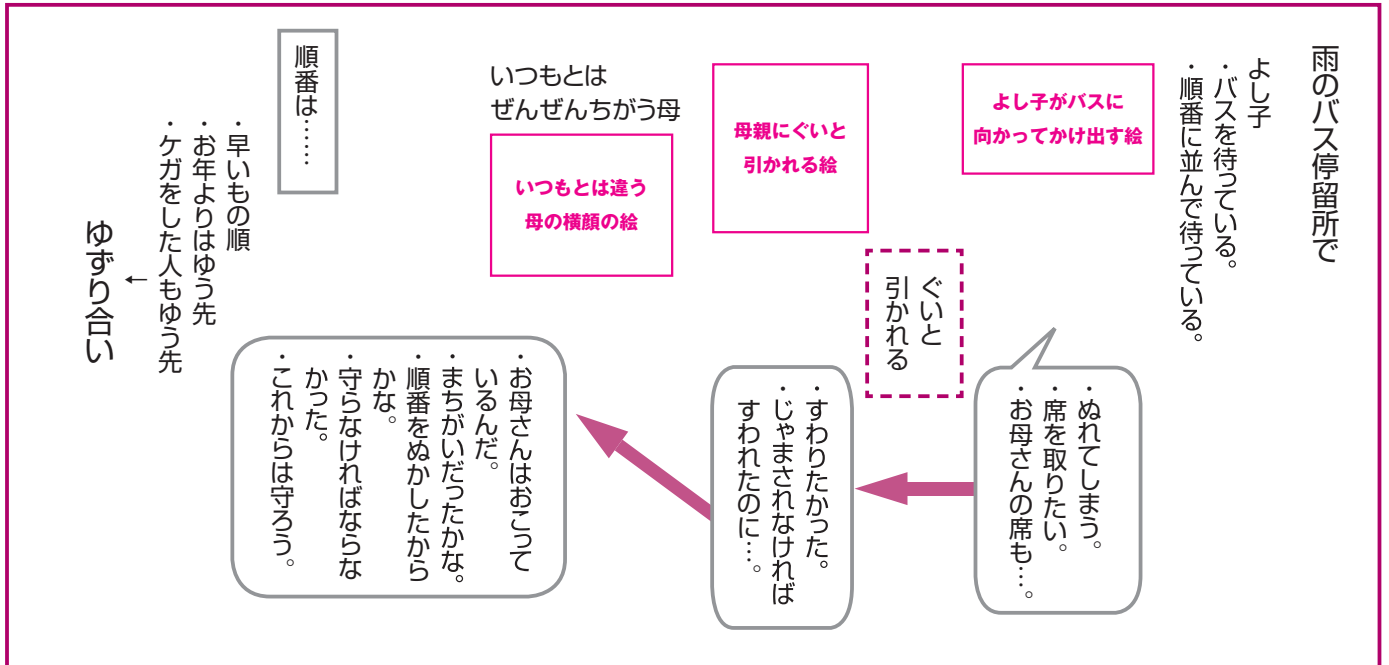 雨のバス停留所で
よし子
・バスを待っている。
・順番に並んで待っている。
よし子がバスに
向かってかけ出す絵
・ぬれてしまう。
・席を取りたい。
・お母さんの席も…。
ぐいと
引かれる
母親にぐいと
引かれる絵
・すわりたかった。
・じゃまされなければ
すわれたのに…。
いつもとは
ぜんぜんちがう母
いつもとは違う
母の横顔の絵
・お母さんはおこって
いるんだ。
・まちがいだったかな。
・順番をぬかしたから
かな。
・守らなければならな
かった。
・これからは守ろう。
順番は……
・早いもの順
・お年よりはゆう先
・ケガをした人もゆう先
↓
ゆずり合い